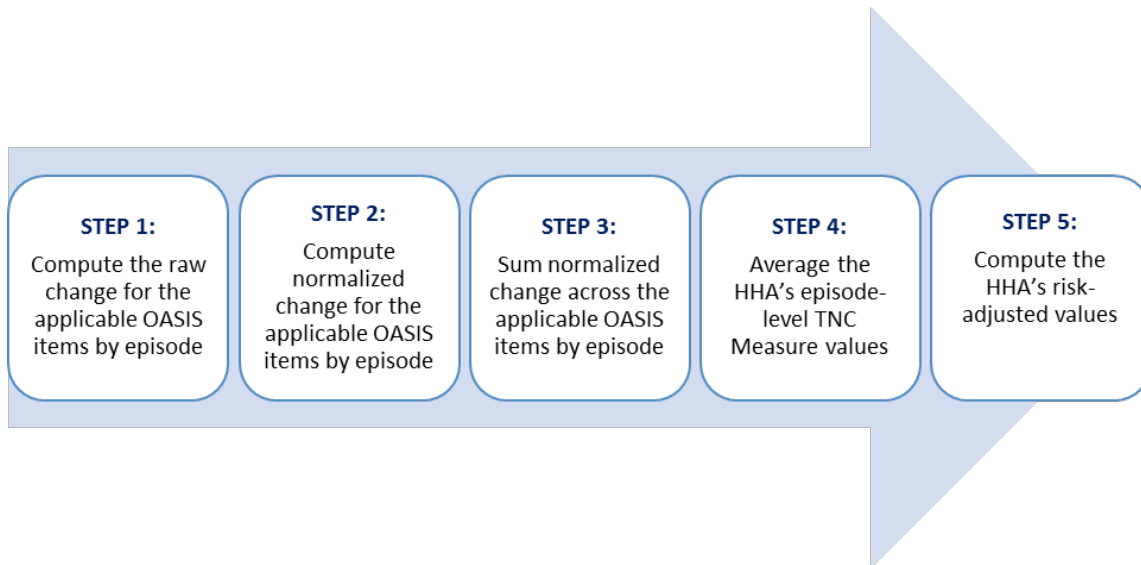 STEP 1:
Compute the raw
change for the
applicable OASIS
items by episode
STEP 2:
Compute
normalized
change for the
applicable OASIS
items by episode
STEP 3:
Sum normalized
change across the
applicable OASIS
items by episode
STEP 4:
Average the
HHA’s episode-
level TNC
Measure values
STEP 5:
Compute the
HHA’s risk-
adjusted values